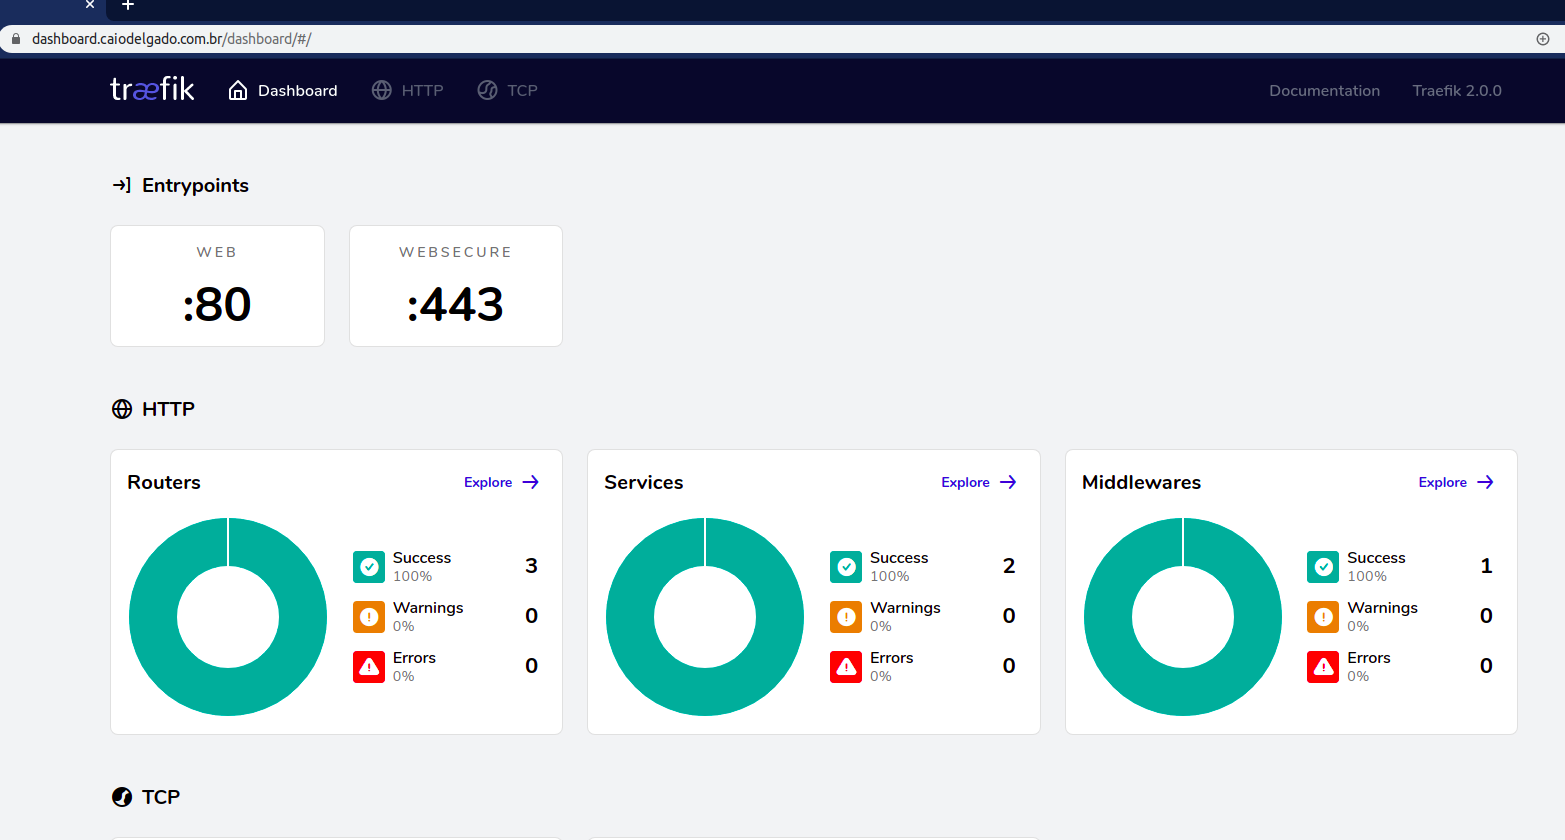 dashboard.caiodelgado.com.br/dashboard/#/
træfik Dashboard HTTP TCP Documentation Traefik 2.0.0
Entrypoints
WEB
:80
WEBSECURE
:443
HTTP
Routers Explore
Success 3
100%
Warnings 0
0%
Errors 0
0%
Services Explore
Success 2
100%
Warnings 0
0%
Errors 0
0%
Middlewares Explore
Success 1
100%
Warnings 0
0%
Errors 0
0%
TCP